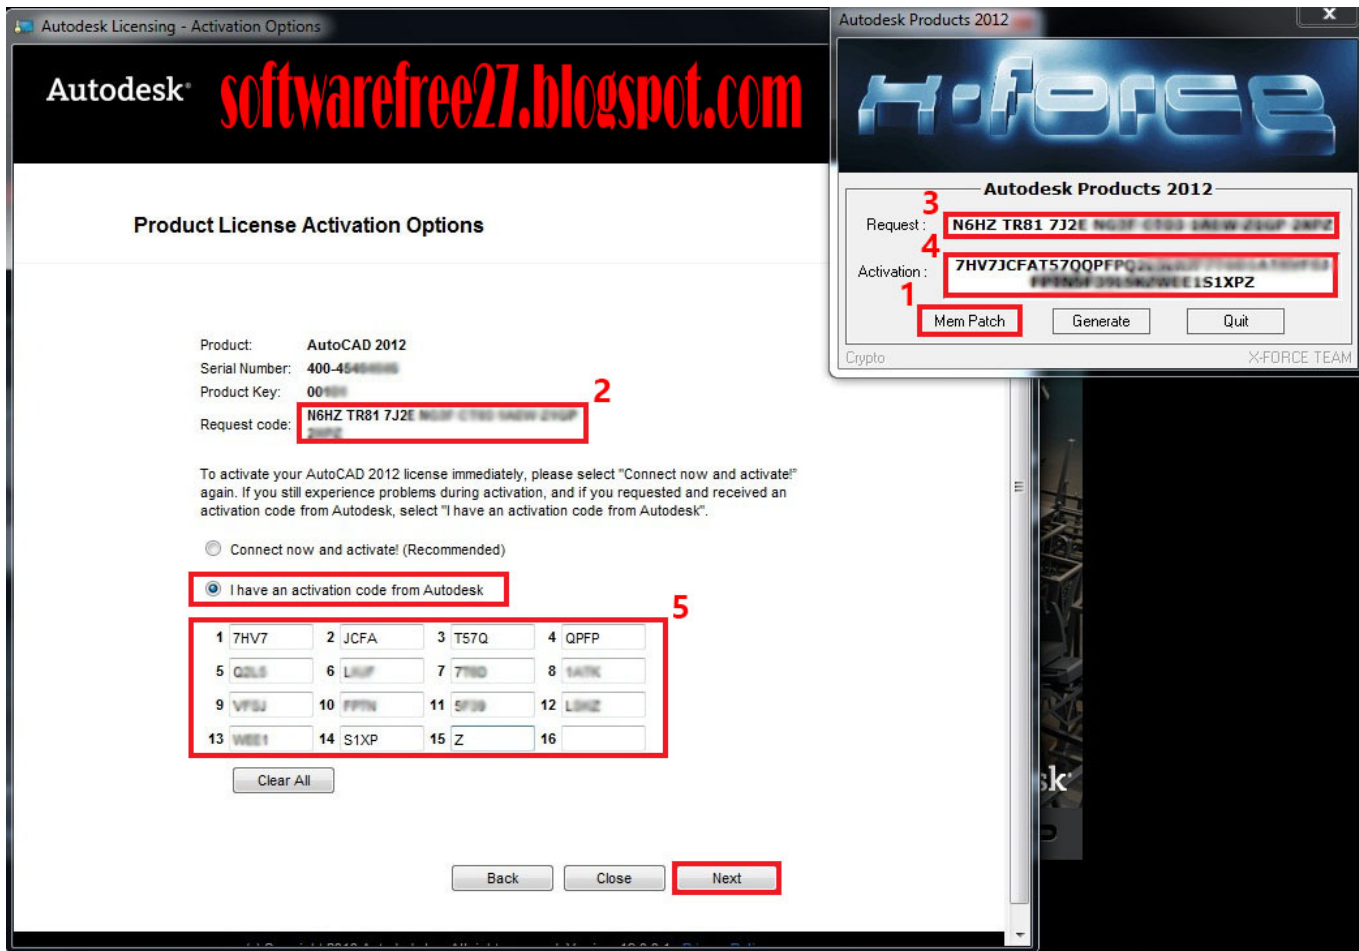 Autodesk Licensing - Activation Options
Autodesk
softwarefree27.blogspot.com
Product License Activation Options
Product: AutoCAD 2012
Serial Number: 400-45
Product Key: 00
Request code: N6HZ TR81 7J2E
2
To activate your AutoCAD 2012 license immediately, please select "Connect now and activate!"
again. If you still experience problems during activation, and if you requested and received an
activation code from Autodesk, select "I have an activation code from Autodesk".
Connect now and activate! (Recommended)
I have an activation code from Autodesk
5
1 7HV7 2 JCFA 3 T57Q 4 QPFP
5 6 7 8
9 10 11 12
13 14 S1XP 15 Z 16
Clear All
Back Close Next
Autodesk Products 2012
X
x-force
Autodesk Products 2012
3
Request : N6HZ TR81 7J2E
4
Activation : 7HV7JCFAT57QQPFP
S1XPZ
1
Mem Patch Generate Quit
Crypto X-FORCE TEAM
sk